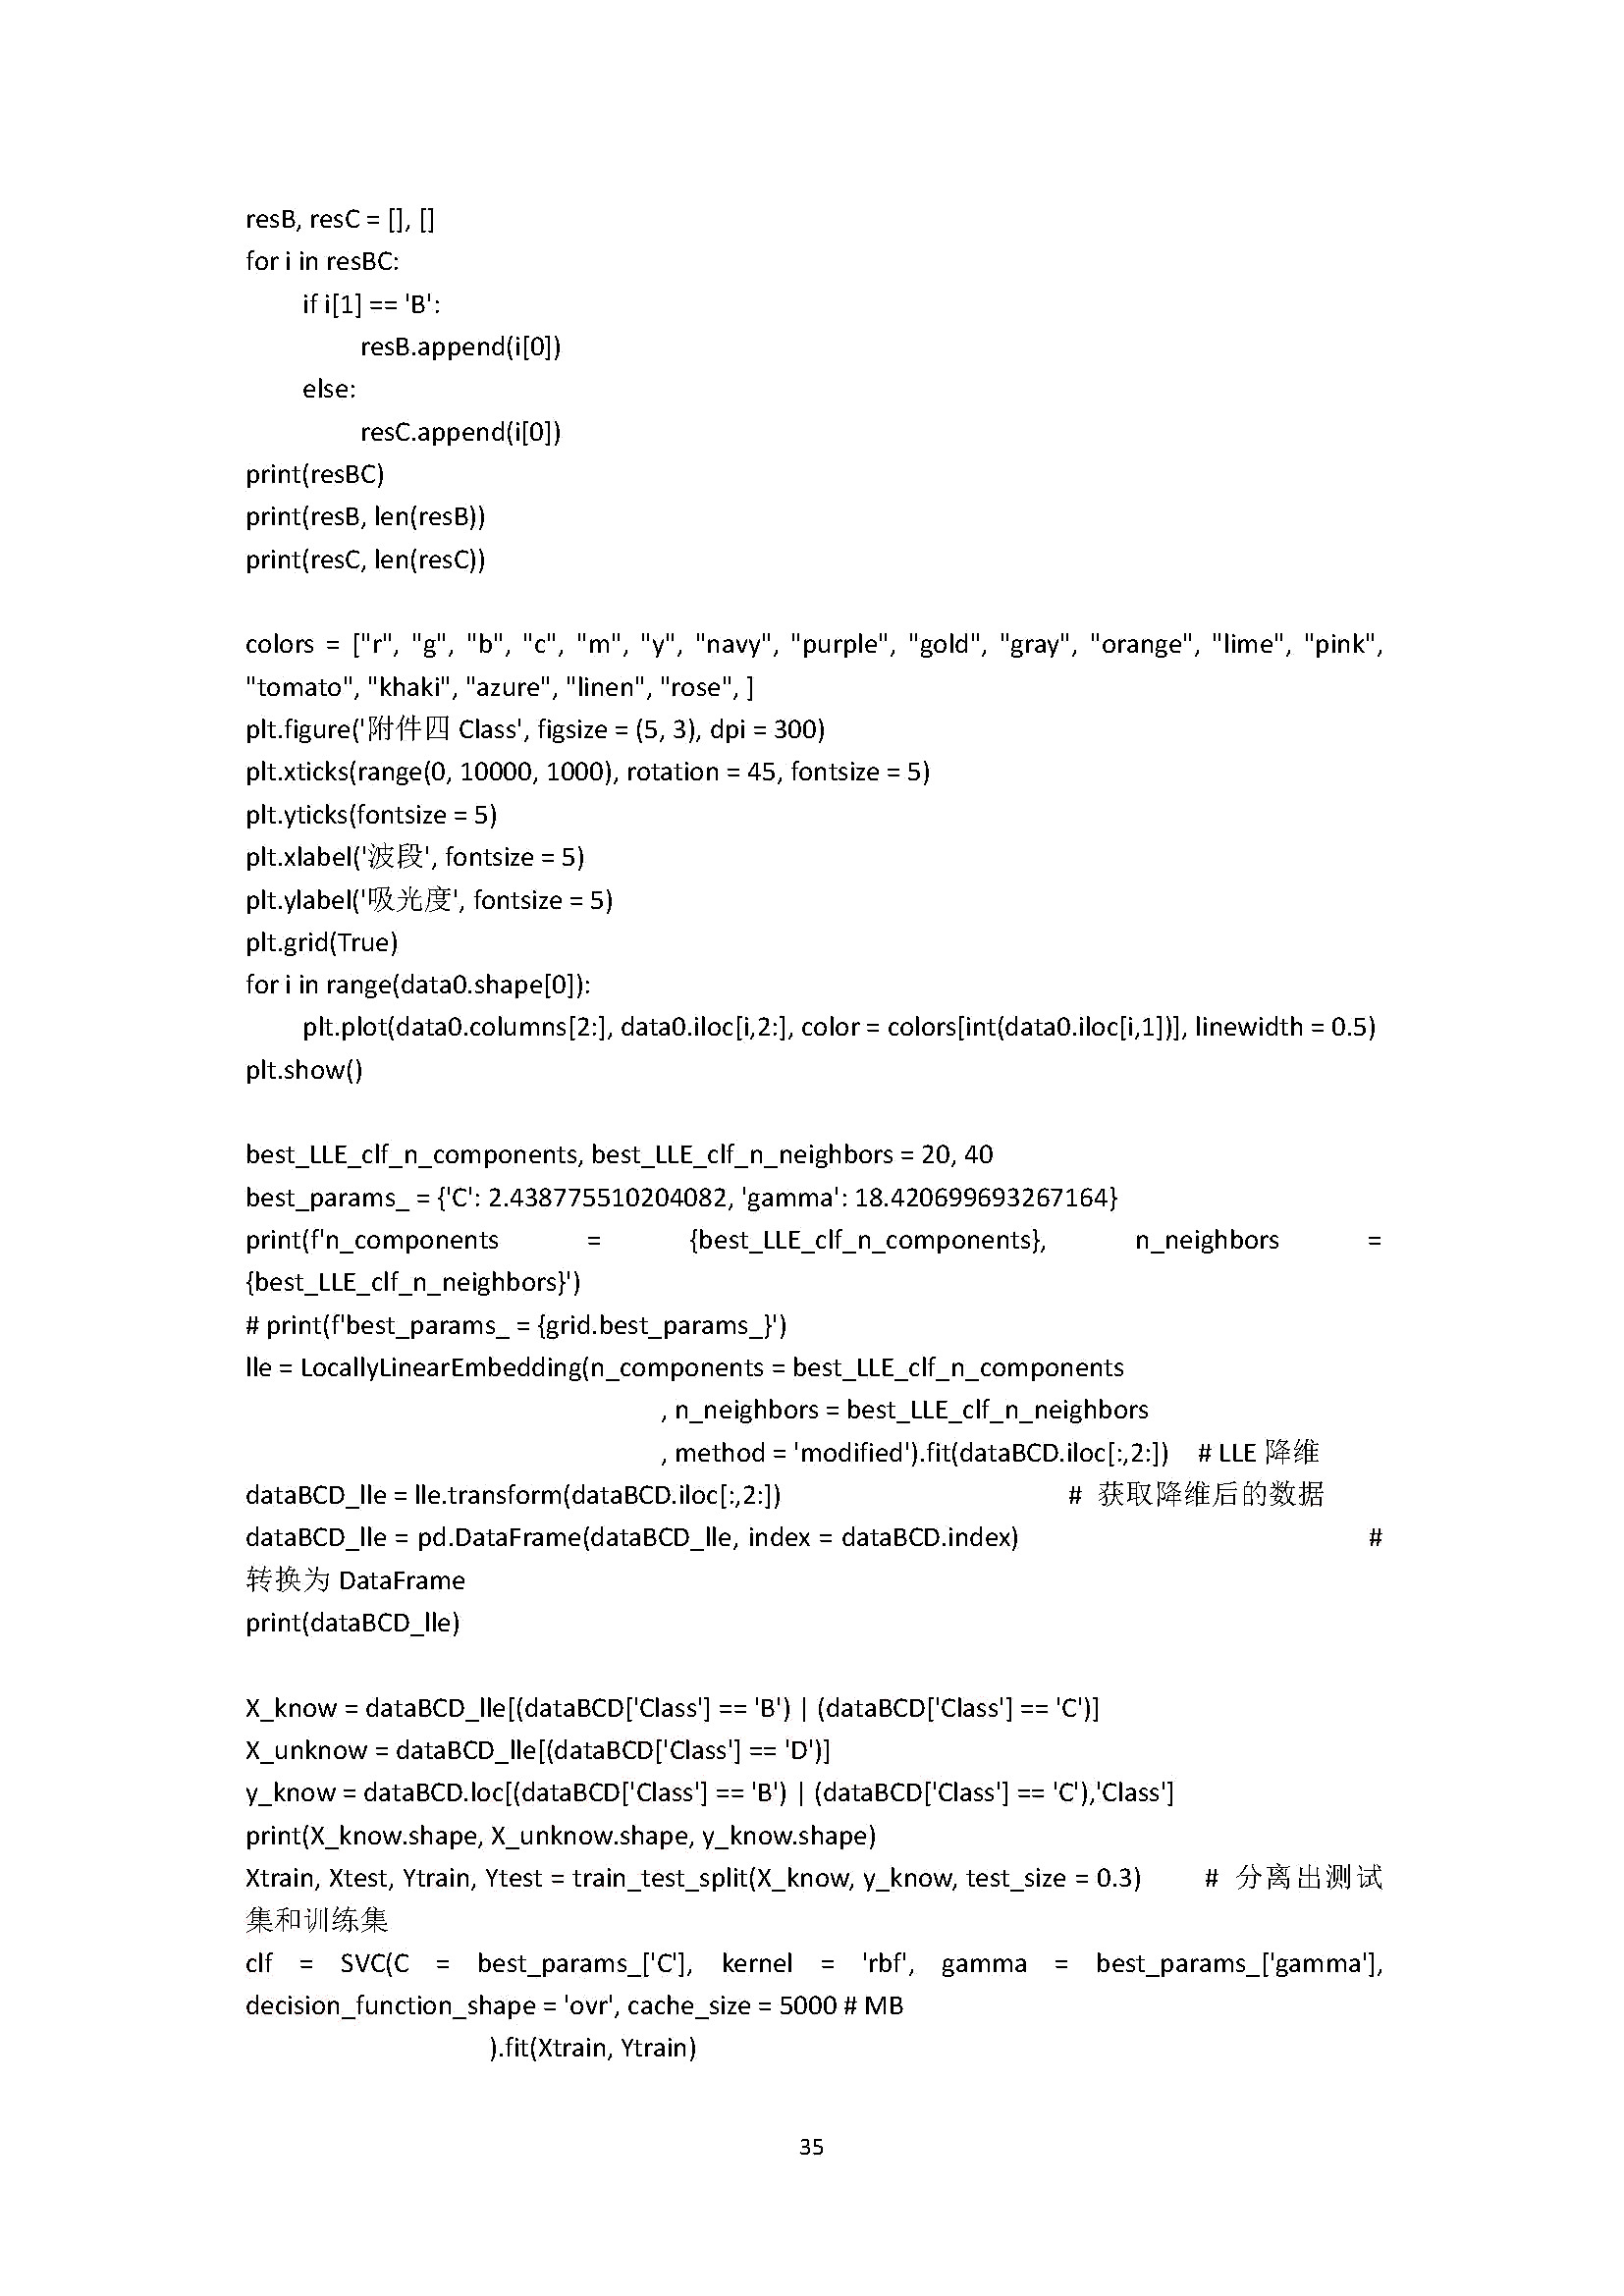 resB, resC = [], []
for i in resBC:
    if i[1] == 'B':
        resB.append(i[0])
    else:
        resC.append(i[0])
print(resBC)
print(resB, len(resB))
print(resC, len(resC))
colors = ["r", "g", "b", "c", "m", "y", "navy", "purple", "gold", "gray", "orange", "lime", "pink",
"tomato", "khaki", "azure", "linen", "rose", ]
plt.figure('附件四 Class', figsize = (5, 3), dpi = 300)
plt.xticks(range(0, 10000, 1000), rotation = 45, fontsize = 5)
plt.yticks(fontsize = 5)
plt.xlabel('波段', fontsize = 5)
plt.ylabel('吸光度', fontsize = 5)
plt.grid(True)
for i in range(data0.shape[0]):
    plt.plot(data0.columns[2:], data0.iloc[i,2:], color = colors[int(data0.iloc[i,1])], linewidth = 0.5)
plt.show()
best_LLE_clf_n_components, best_LLE_clf_n_neighbors = 20, 40
best_params_ = {'C': 2.438775510204082, 'gamma': 18.420699693267164}
print(f'n_components = {best_LLE_clf_n_components}, n_neighbors =
{best_LLE_clf_n_neighbors}')
# print(f'best_params_ = {grid.best_params_}')
lle = LocallyLinearEmbedding(n_components = best_LLE_clf_n_components
, n_neighbors = best_LLE_clf_n_neighbors
, method = 'modified').fit(dataBCD.iloc[:,2:]) # LLE 降维
dataBCD_lle = lle.transform(dataBCD.iloc[:,2:]) # 获取降维后的数据
dataBCD_lle = pd.DataFrame(dataBCD_lle, index = dataBCD.index) #
转换为 DataFrame
print(dataBCD_lle)
X_know = dataBCD_lle[(dataBCD['Class'] == 'B') | (dataBCD['Class'] == 'C')]
X_unknow = dataBCD_lle[(dataBCD['Class'] == 'D')]
y_know = dataBCD.loc[(dataBCD['Class'] == 'B') | (dataBCD['Class'] == 'C'),'Class']
print(X_know.shape, X_unknow.shape, y_know.shape)
Xtrain, Xtest, Ytrain, Ytest = train_test_split(X_know, y_know, test_size = 0.3) # 分离出测试
集和训练集
clf = SVC(C = best_params_['C'], kernel = 'rbf', gamma = best_params_['gamma'],
decision_function_shape = 'ovr', cache_size = 5000 # MB
).fit(Xtrain, Ytrain)
35